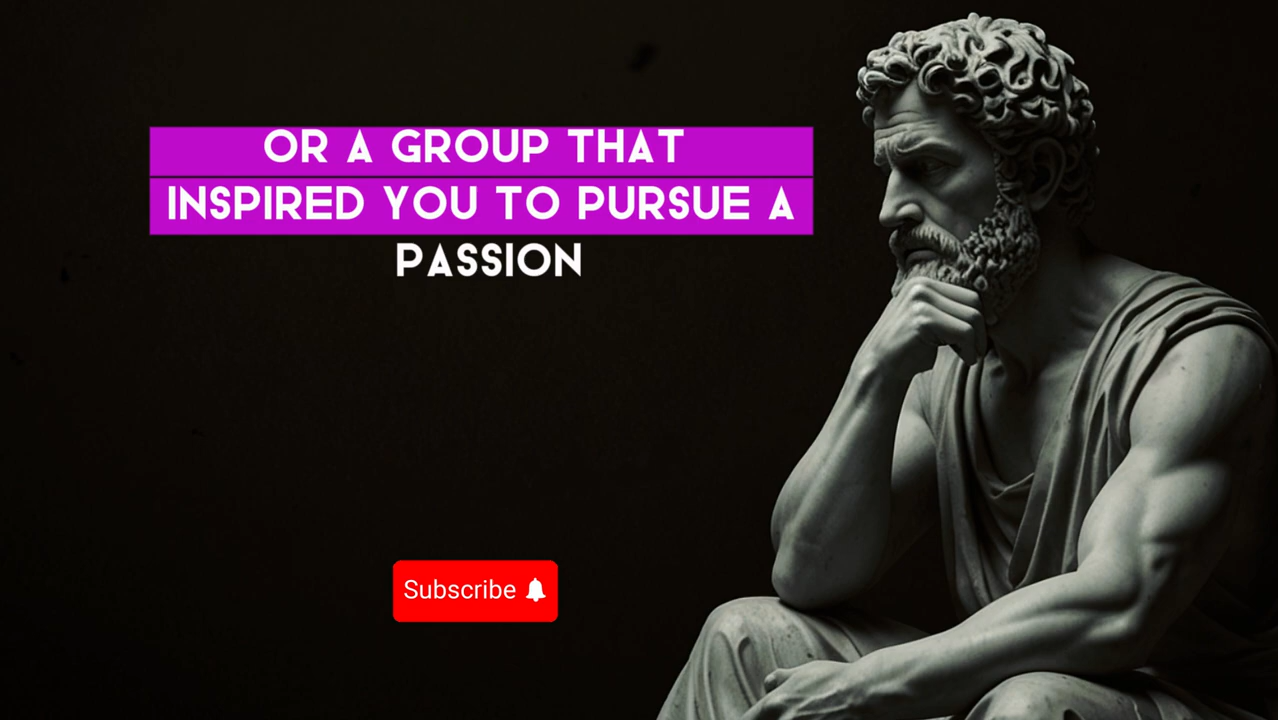 OR A GROUP THAT
INSPIRED YOU TO PURSUE A
PASSION
Subscribe